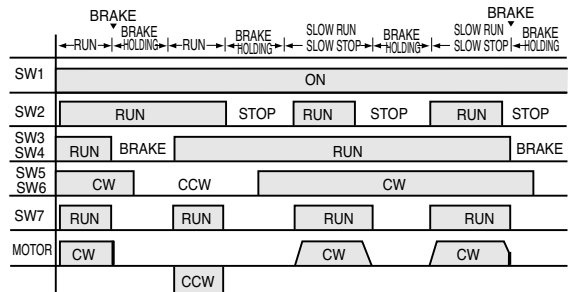 BRAKE BRAKE
RUN BRAKE HOLDING RUN BRAKE HOLDING SLOW RUN SLOW STOP BRAKE HOLDING SLOW RUN SLOW STOP BRAKE HOLDING
SW1 ON
SW2 RUN STOP RUN STOP RUN STOP
SW3 SW4 RUN BRAKE RUN BRAKE
SW5 SW6 CW CCW CW
SW7 RUN RUN RUN RUN
MOTOR CW CW CW
CCW